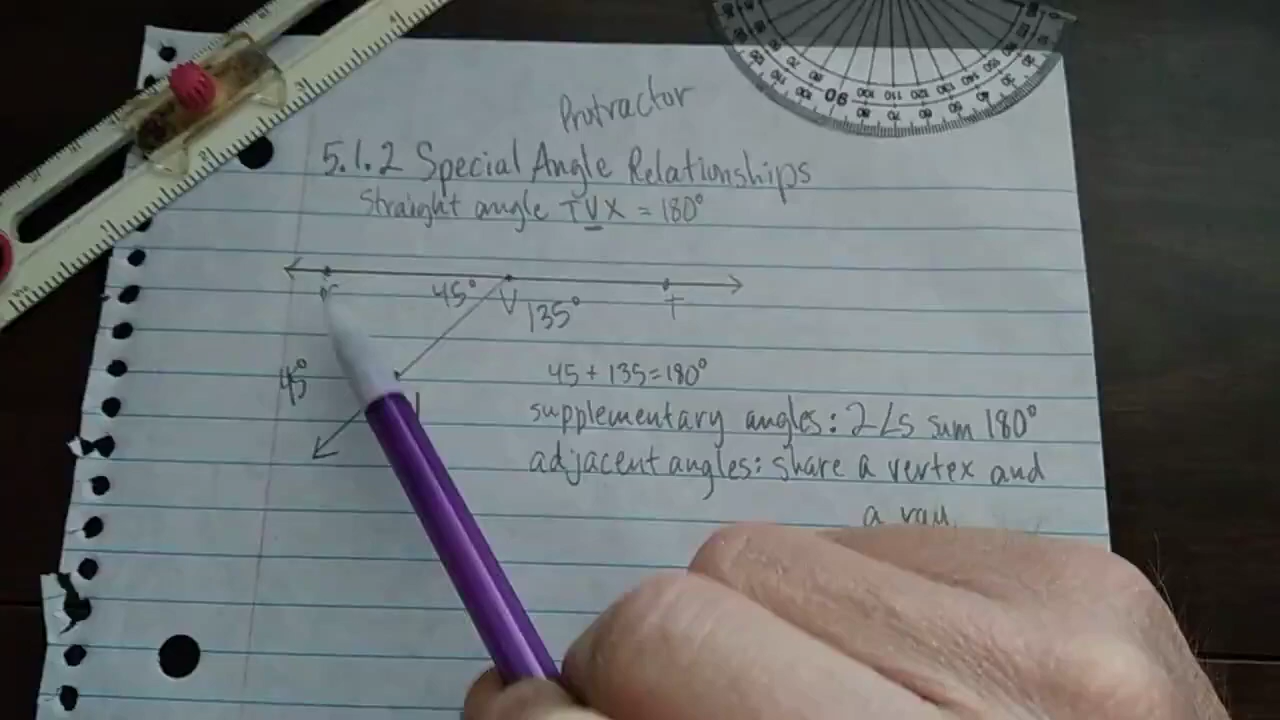 Protractor
5.1.2 Special Angle Relationships
Straight angle TVX = 180°
45°
V
135°
T
45°
45 + 135 = 180°
supplementary angles: 2 ∠s sum 180°
adjacent angles: share a vertex and
a ray